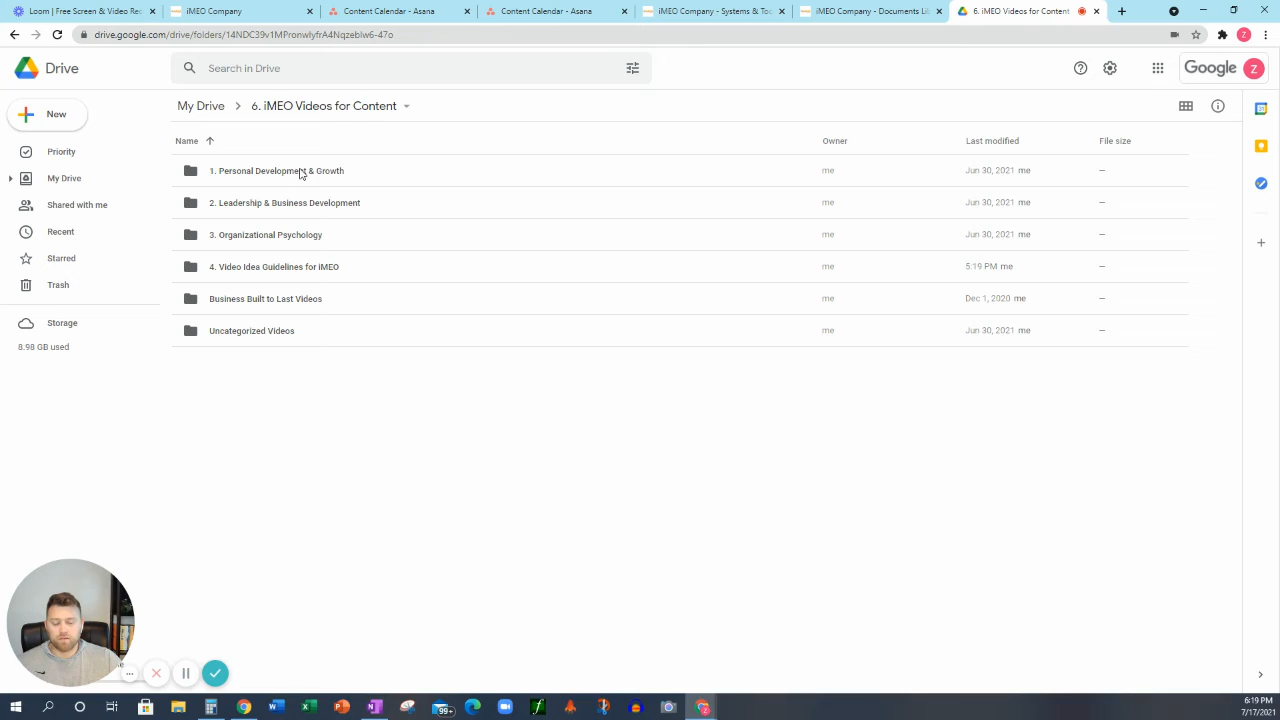 Loom | Free Screen & Video Rec
iMEO Company
Content Calendar - Asana
Content Calendar - Asana
iMEO Company - Systems & Too
iMEO Company - Documents Lib
6. iMEO Videos for Content
drive.google.com/drive/folders/14NDC39v1MPronwlyfrA4Nqzeblw6-47o
Z
Drive
Search in Drive
Google
Z
New
My Drive
6. iMEO Videos for Content
Name
Owner
Last modified
File size
Priority
My Drive
Shared with me
Recent
Starred
Trash
Storage
8.98 GB used
1. Personal Development & Growth me Jun 30, 2021 me –
2. Leadership & Business Development me Jun 30, 2021 me –
3. Organizational Psychology me Jun 30, 2021 me –
4. Video Idea Guidelines for iMEO me 5:19 PM me –
Business Built to Last Videos me Dec 1, 2020 me –
Uncategorized Videos me Jun 30, 2021 me –
99+
6:19 PM
7/17/2021